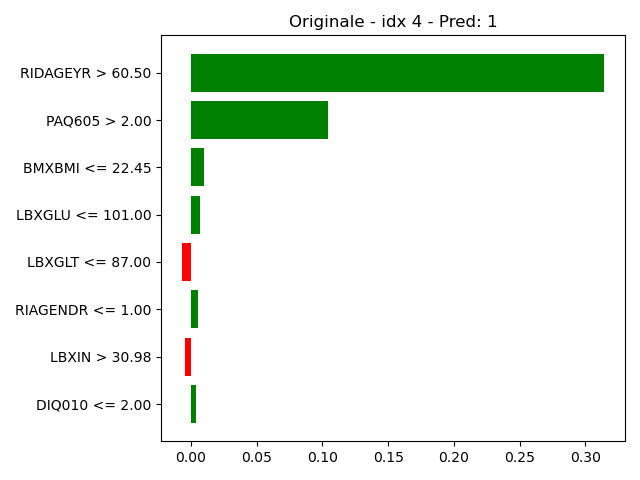 Originale - idx 4 - Pred: 1
RIDAGEYR > 60.50
PAQ605 > 2.00
BMXBMI <= 22.45
LBXGLU <= 101.00
LBXGLT <= 87.00
RIAGENDR <= 1.00
LBXIN > 30.98
DIQ010 <= 2.00
0.00 0.05 0.10 0.15 0.20 0.25 0.30